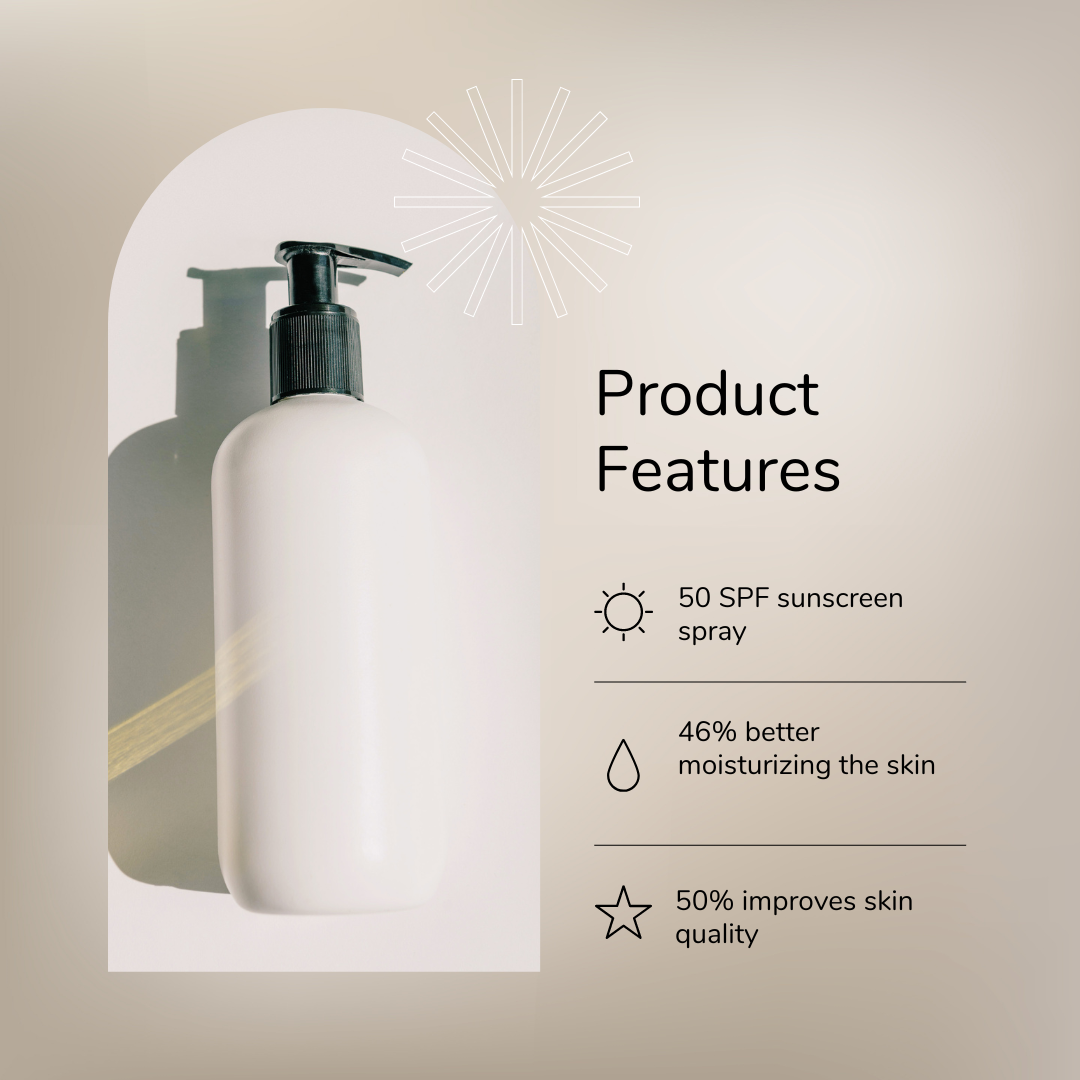 Product
Features
50 SPF sunscreen
spray
46% better
moisturizing the skin
50% improves skin
quality